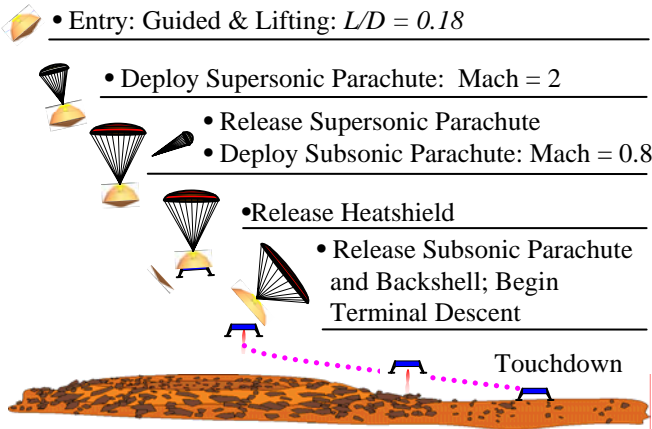 • Entry: Guided & Lifting: L/D = 0.18
• Deploy Supersonic Parachute: Mach = 2
• Release Supersonic Parachute
• Deploy Subsonic Parachute: Mach = 0.8
•Release Heatshield
• Release Subsonic Parachute
and Backshell; Begin
Terminal Descent
Touchdown